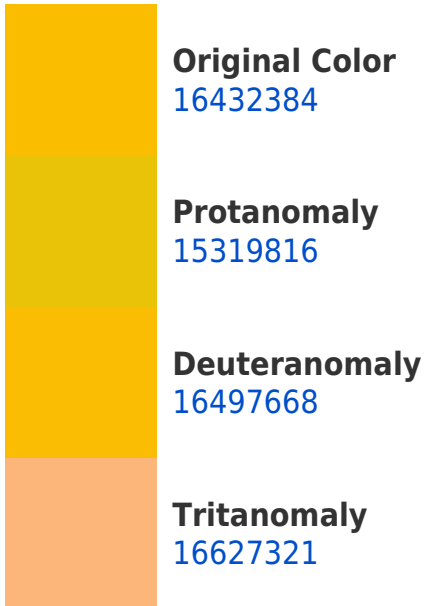 Original Color
16432384
Protanomaly
15319816
Deuteranomaly
16497668
Tritanomaly
16627321